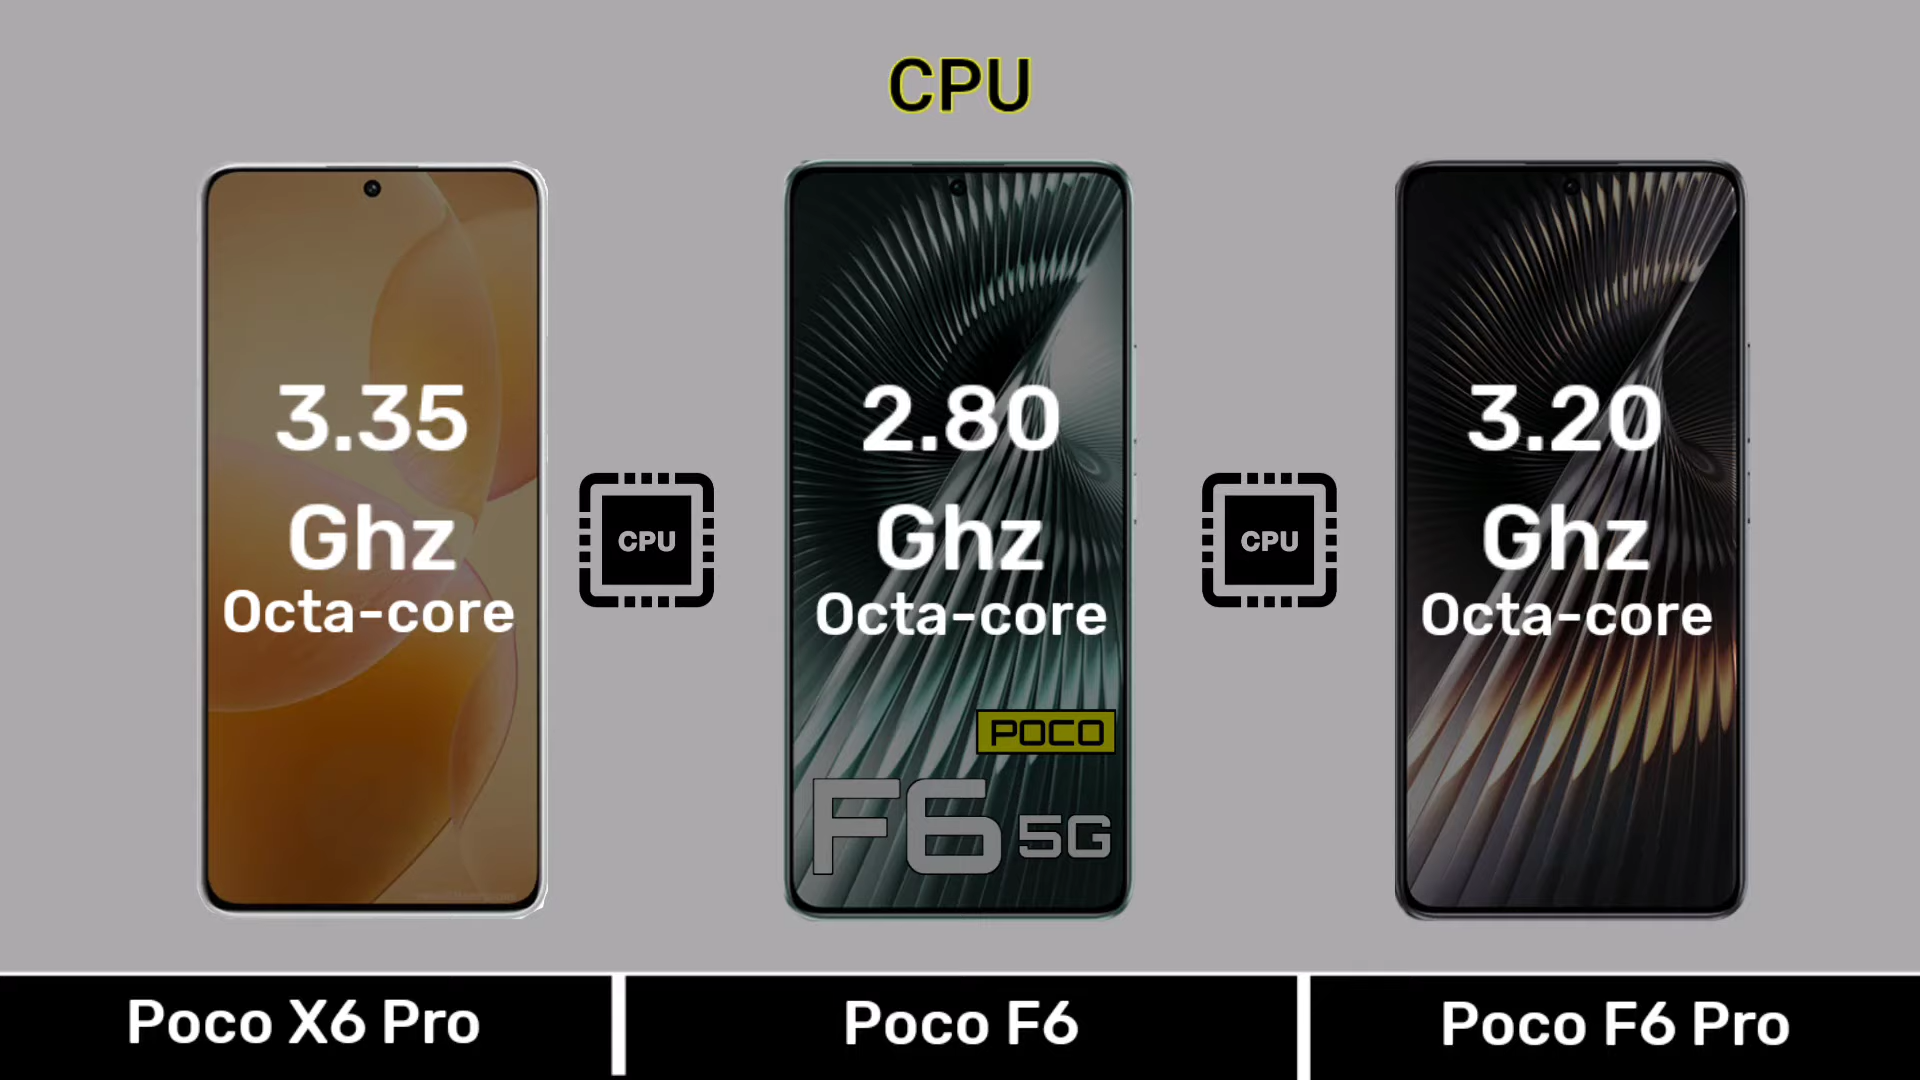 CPU
3.35
Ghz
Octa-core
CPU
2.80
Ghz
Octa-core
POCO
F6 5G
CPU
3.20
Ghz
Octa-core
Poco X6 Pro
Poco F6
Poco F6 Pro